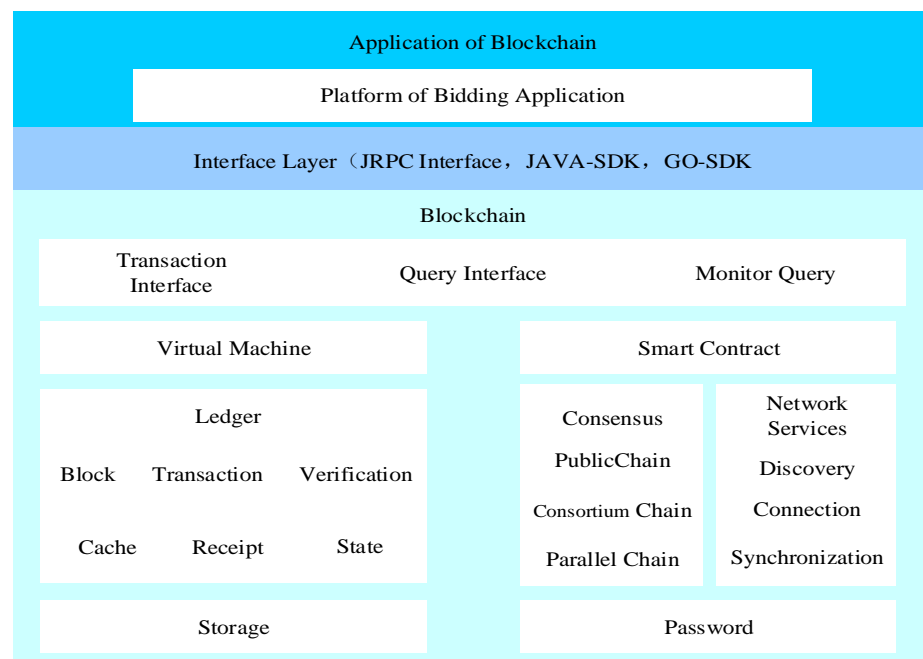 Application of Blockchain
Platform of Bidding Application
Interface Layer（JRPC Interface，JAVA-SDK，GO-SDK
Blockchain
Transaction
Interface
Query Interface
Monitor Query
Virtual Machine
Smart Contract
Ledger
Block
Transaction
Verification
Cache
Receipt
State
Consensus
PublicChain
Consortium Chain
Parallel Chain
Network
Services
Discovery
Connection
Synchronization
Storage
Password